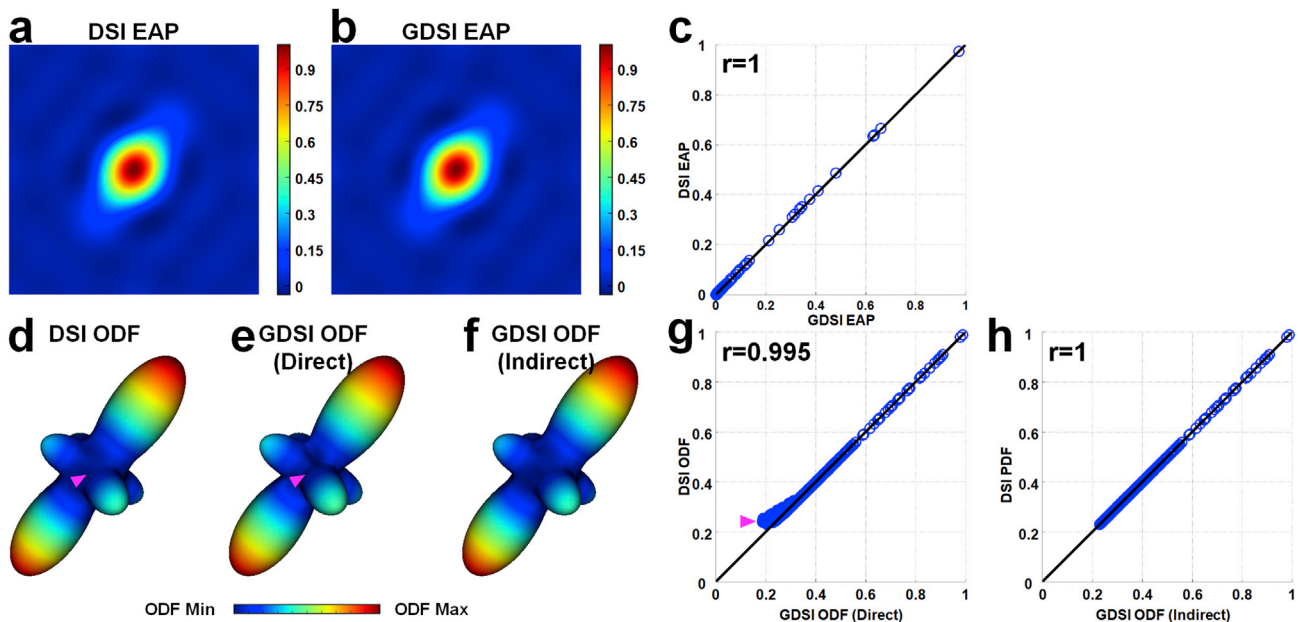 a
DSI EAP
0.9
0.75
0.6
0.45
0.3
0.15
0
b
GDSI EAP
0.9
0.75
0.6
0.45
0.3
0.15
0
c
r=1
DSI EAP
1
0.8
0.6
0.4
0.2
0
0 0.2 0.4 0.6 0.8 1
GDSI EAP
d
DSI ODF
e
GDSI ODF
(Direct)
f
GDSI ODF
(Indirect)
ODF Min
ODF Max
g
r=0.995
DSI ODF
1
0.8
0.6
0.4
0.2
0
0 0.2 0.4 0.6 0.8 1
GDSI ODF (Direct)
h
r=1
DSI PDF
1
0.8
0.6
0.4
0.2
0
0 0.2 0.4 0.6 0.8 1
GDSI ODF (Indirect)